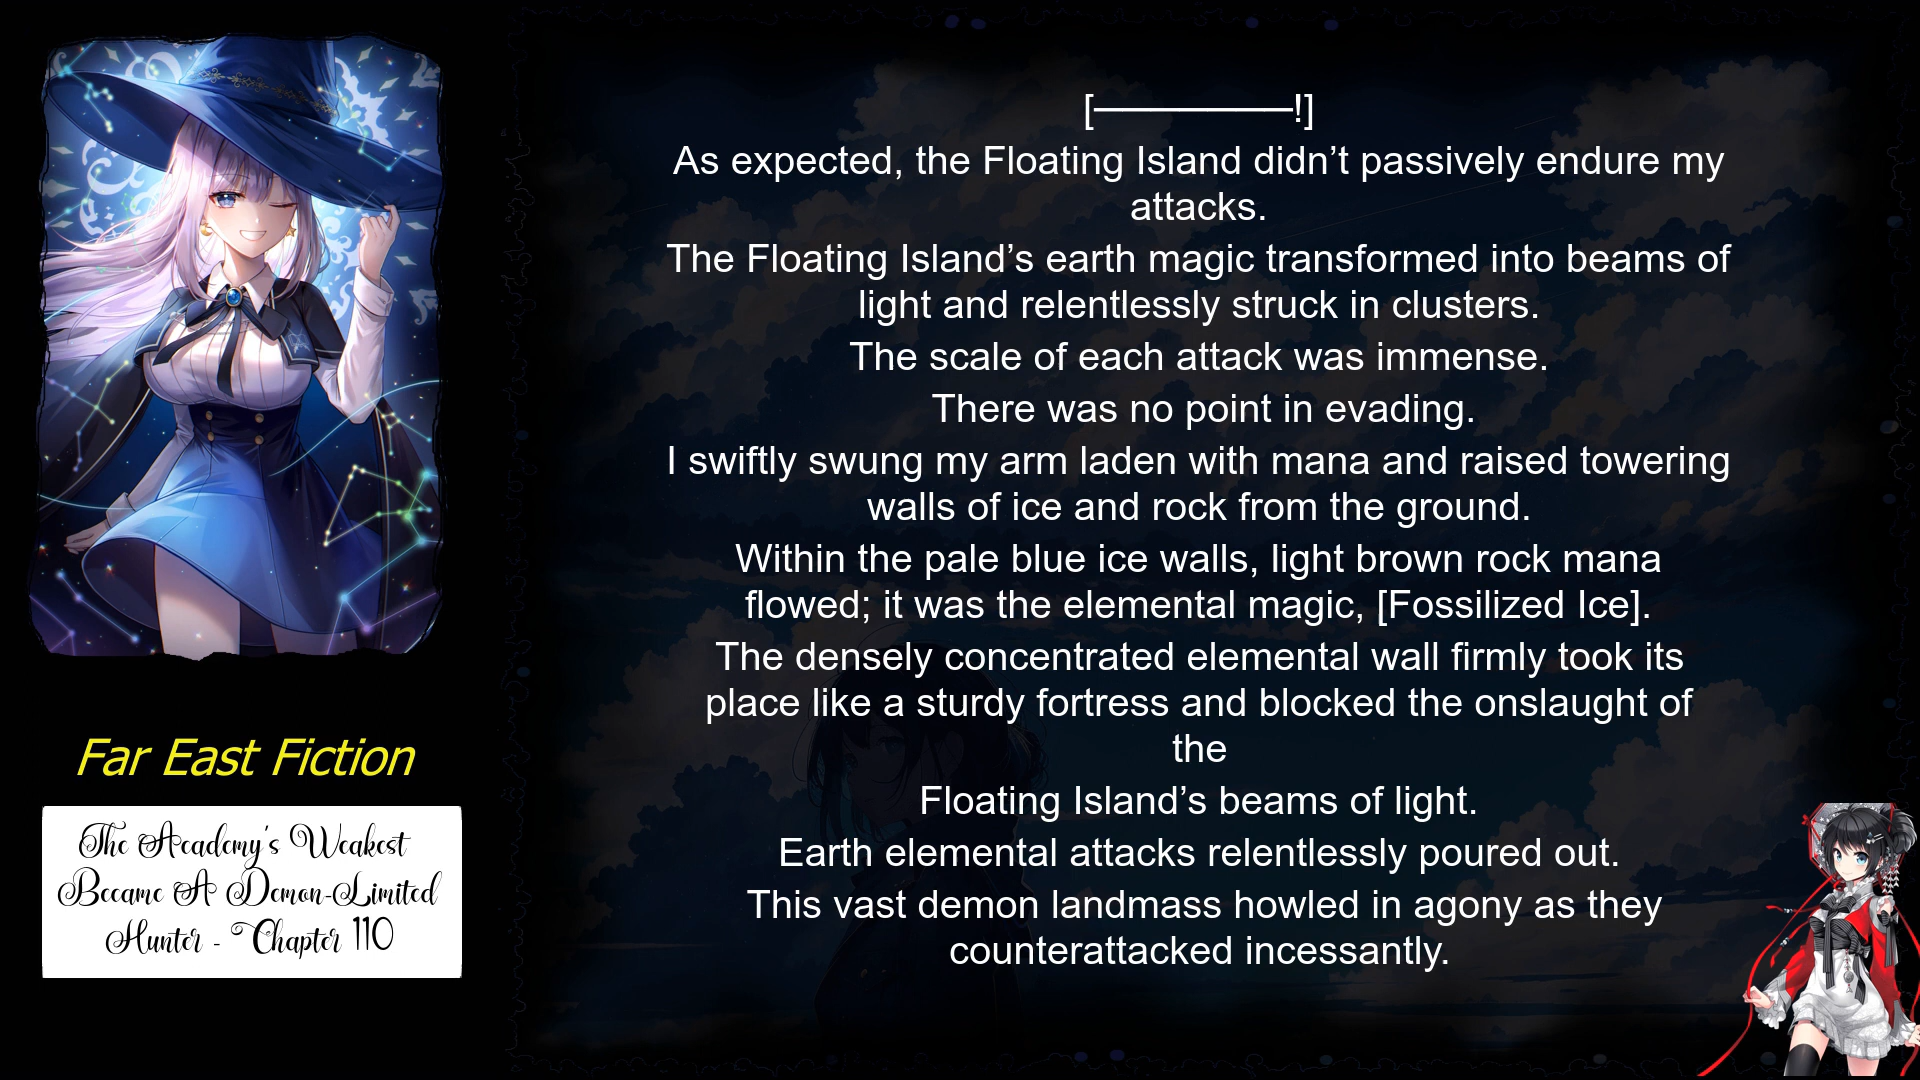 [—————!]
As expected, the Floating Island didn’t passively endure my
attacks.
The Floating Island’s earth magic transformed into beams of
light and relentlessly struck in clusters.
The scale of each attack was immense.
There was no point in evading.
I swiftly swung my arm laden with mana and raised towering
walls of ice and rock from the ground.
Within the pale blue ice walls, light brown rock mana
flowed; it was the elemental magic, [Fossilized Ice].
The densely concentrated elemental wall firmly took its
place like a sturdy fortress and blocked the onslaught of
the
Floating Island’s beams of light.
Earth elemental attacks relentlessly poured out.
This vast demon landmass howled in agony as they
counterattacked incessantly.
Far East Fiction
The Academy's Weakest
Became A Demon-Limited
Hunter - Chapter 110